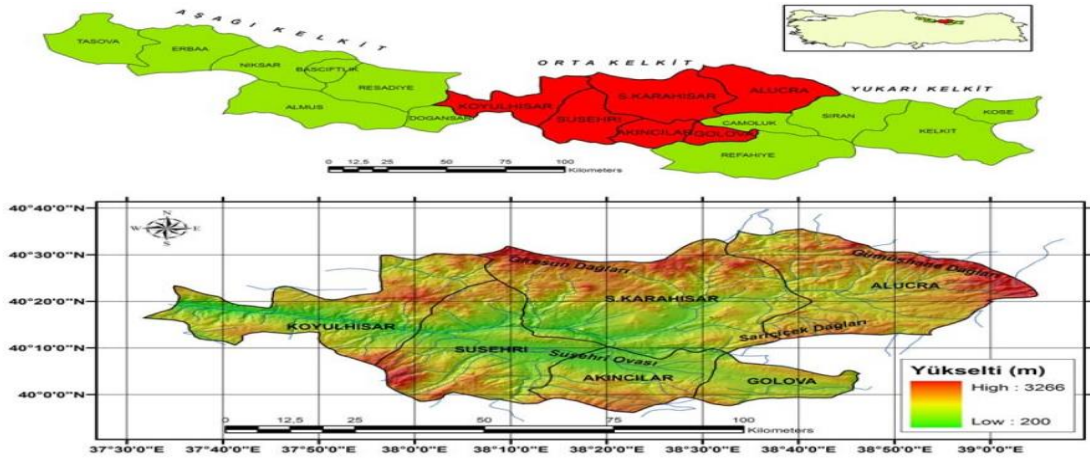 AŞAĞI KELKİT
TASOVA
ERBAA
NIKSAR
BASCIFTLIK
RESADIYE
ALMUS
DOGANSAR
ORTA KELKİT
KOYULHISAR
SUSEHRI
S.KARAHISAR
ALUCRA
AKINCILAR
GOLOVA
YUKARI KELKİT
CAMOLUK
SIRAN
KOSE
KELKIT
REFAHIYE
0 12,5 25 50 75 100
Kilometers
40°40'0"N
40°30'0"N
40°20'0"N
40°10'0"N
40°0'0"N
N
W E
S
Giresun Dağları
Gümüşhane Dağları
S.KARAHISAR
ALUCRA
KOYULHISAR
Sarıçiçek Dağları
SUSEHRI
Suşehri Ovası
AKINCILAR
GOLOVA
Yükselti (m)
High : 3266
Low : 200
0 12,5 25 50 75 100
Kilometers
37°30'0"E 37°40'0"E 37°50'0"E 38°0'0"E 38°10'0"E 38°20'0"E 38°30'0"E 38°40'0"E 38°50'0"E 39°0'0"E